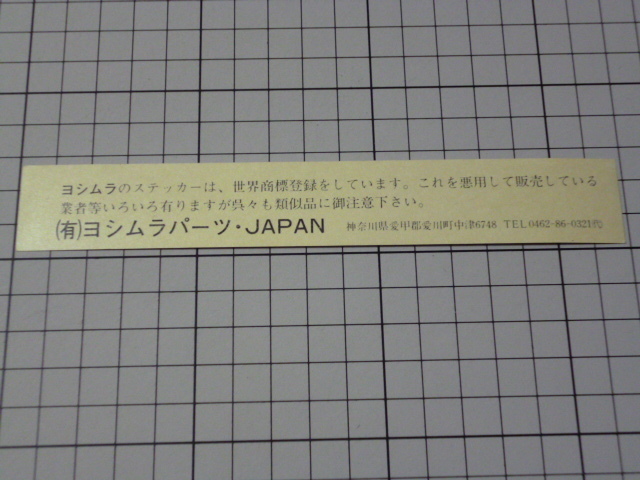 ヨシムラのステッカーは、世界商標登録をしています。これを悪用して販売している
業者等いろいろ有りますが呉々も類似品に御注意下さい。
㈲ヨシムラパーツ・JAPAN 神奈川県愛甲郡愛川町中津6748 TEL0462-86-0321代